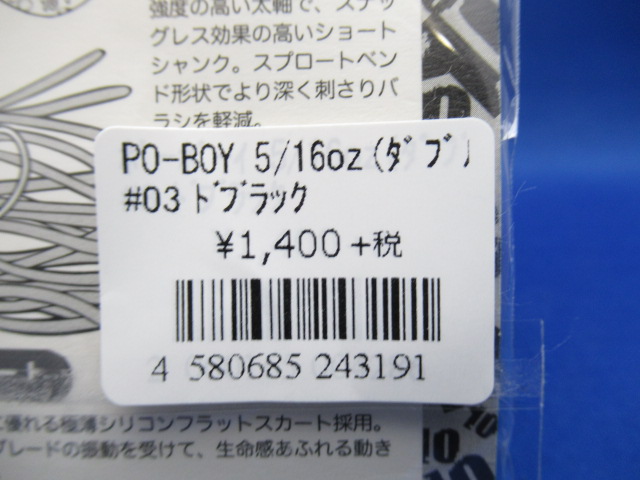 強度の高い太軸で、スナッ
グレス効果の高いショート
シャンク。スプロートベン
ド形状でより深く刺さりバ
ラシを軽減。
PO-BOY 5/16oz(ﾀﾞﾌﾞ)
#03 ﾄﾞﾌﾞﾗｯｸ
¥1,400+税
4 580685 243191
優れる極薄シリコンフラットスカート採用。
グレードの振動を受けて、生命感あふれる動き
10